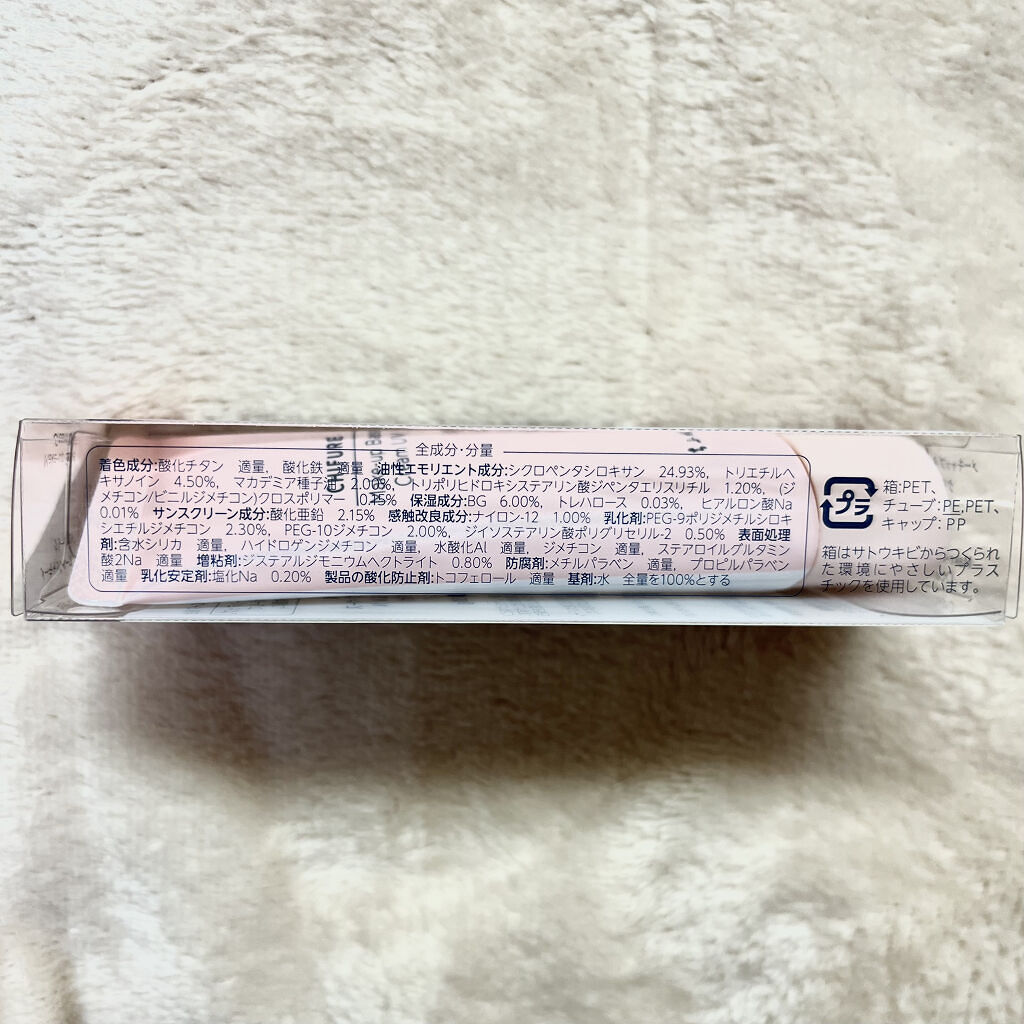 全成分・分量
着色成分:酸化チタン 適量, 酸化鉄 適量 油性エモリエント成分:シクロペンタシロキサン 24.93%, トリエチルヘ
キサノイン 4.50%, マカデミア種子油 2.00%, トリポリヒドロキシステアリン酸ジペンタエリスリチル 1.20%, (ジ
メチコン/ビニルジメチコン)クロスポリマー 0.15% 保湿成分:BG 6.00%, トレハロース 0.03%, ヒアルロン酸Na
0.01% サンスクリーン成分:酸化亜鉛 2.15% 感触改良成分:ナイロン-12 1.00% 乳化剤:PEG-9ポリジメチルシロキ
シエチルジメチコン 2.30%, PEG-10ジメチコン 2.00%, ジイソステアリン酸ポリグリセリル-2 0.50% 表面処理
剤:含水シリカ 適量, ハイドロゲンジメチコン 適量, 水酸化Al 適量, ジメチコン 適量, ステアロイルグルタミン
酸2Na 適量 増粘剤:ジステアルジモニウムヘクトライト 0.80% 防腐剤:メチルパラベン 適量, プロピルパラベン
適量 乳化安定剤:塩化Na 0.20% 製品の酸化防止剤:トコフェロール 適量 基剤:水 全量を100%とする
CHIFURE
プラ
箱:PET、
チューブ:PE,PET、
キャップ: PP
箱はサトウキビからつくられ
た環境にやさしいプラス
チックを使用しています。